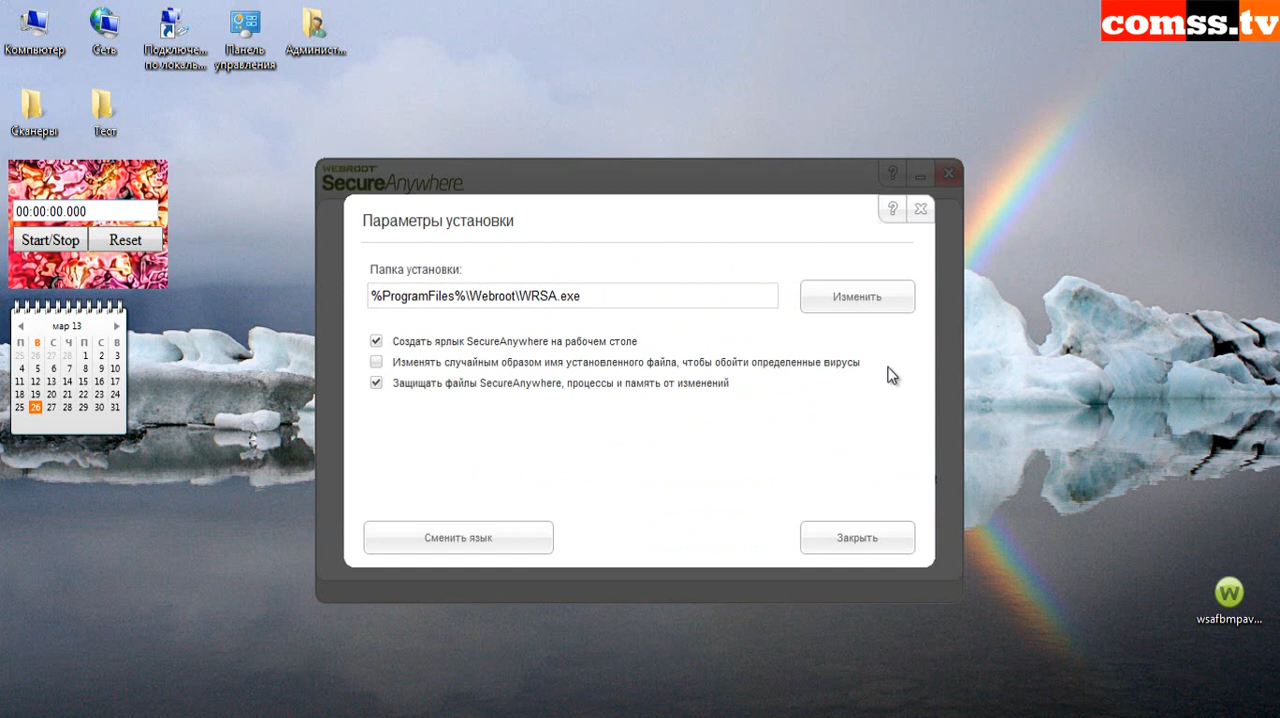 comss.tv
Компьютер
Сеть
Подключе...
по локаль...
Панель
управления
Админист...
Сканеры
Тест
00:00:00.000
Start/Stop
Reset
мар 13
П В С Ч П С В
25 26 27 28 1 2 3
4 5 6 7 8 9 10
11 12 13 14 15 16 17
18 19 20 21 22 23 24
25 26 27 28 29 30 31
WEBROOT
SecureAnywhere
Параметры установки
Папка установки:
%ProgramFiles%\Webroot\WRSA.exe
Изменить
Создать ярлык SecureAnywhere на рабочем столе
Изменять случайным образом имя установленного файла, чтобы обойти определенные вирусы
Защищать файлы SecureAnywhere, процессы и память от изменений
Сменить язык
Закрыть
W
wsafbmpav...